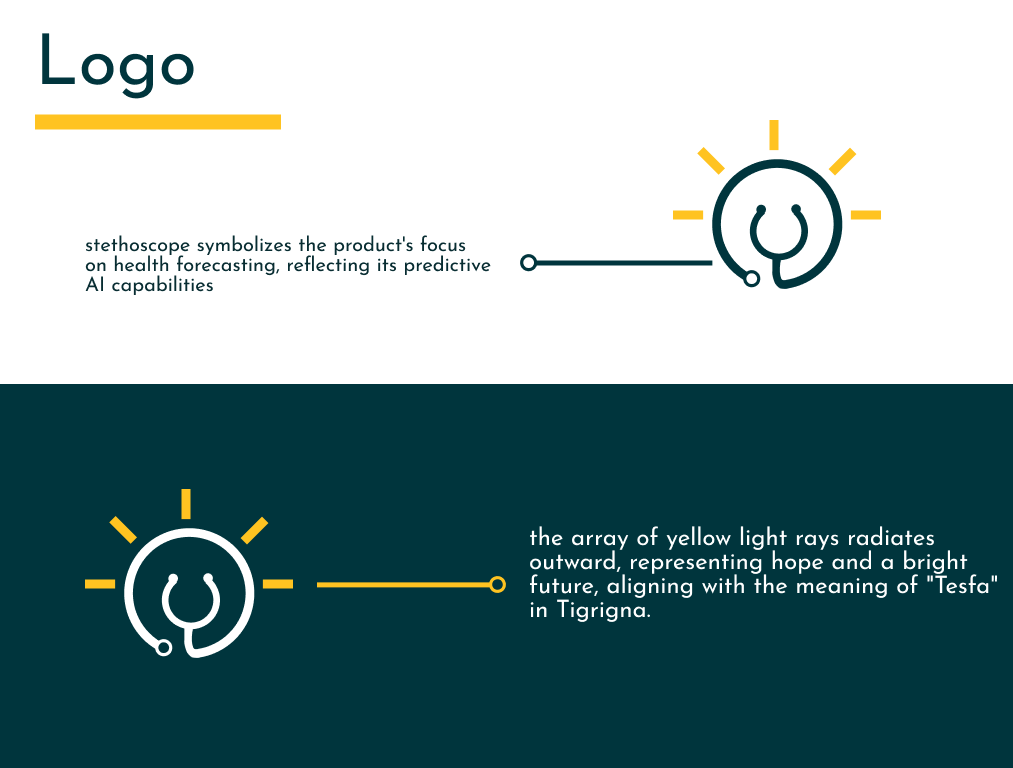 Logo
stethoscope symbolizes the product's focus
on health forecasting, reflecting its predictive
AI capabilities
the array of yellow light rays radiates
outward, representing hope and a bright
future, aligning with the meaning of "Tesfa"
in Tigrigna.